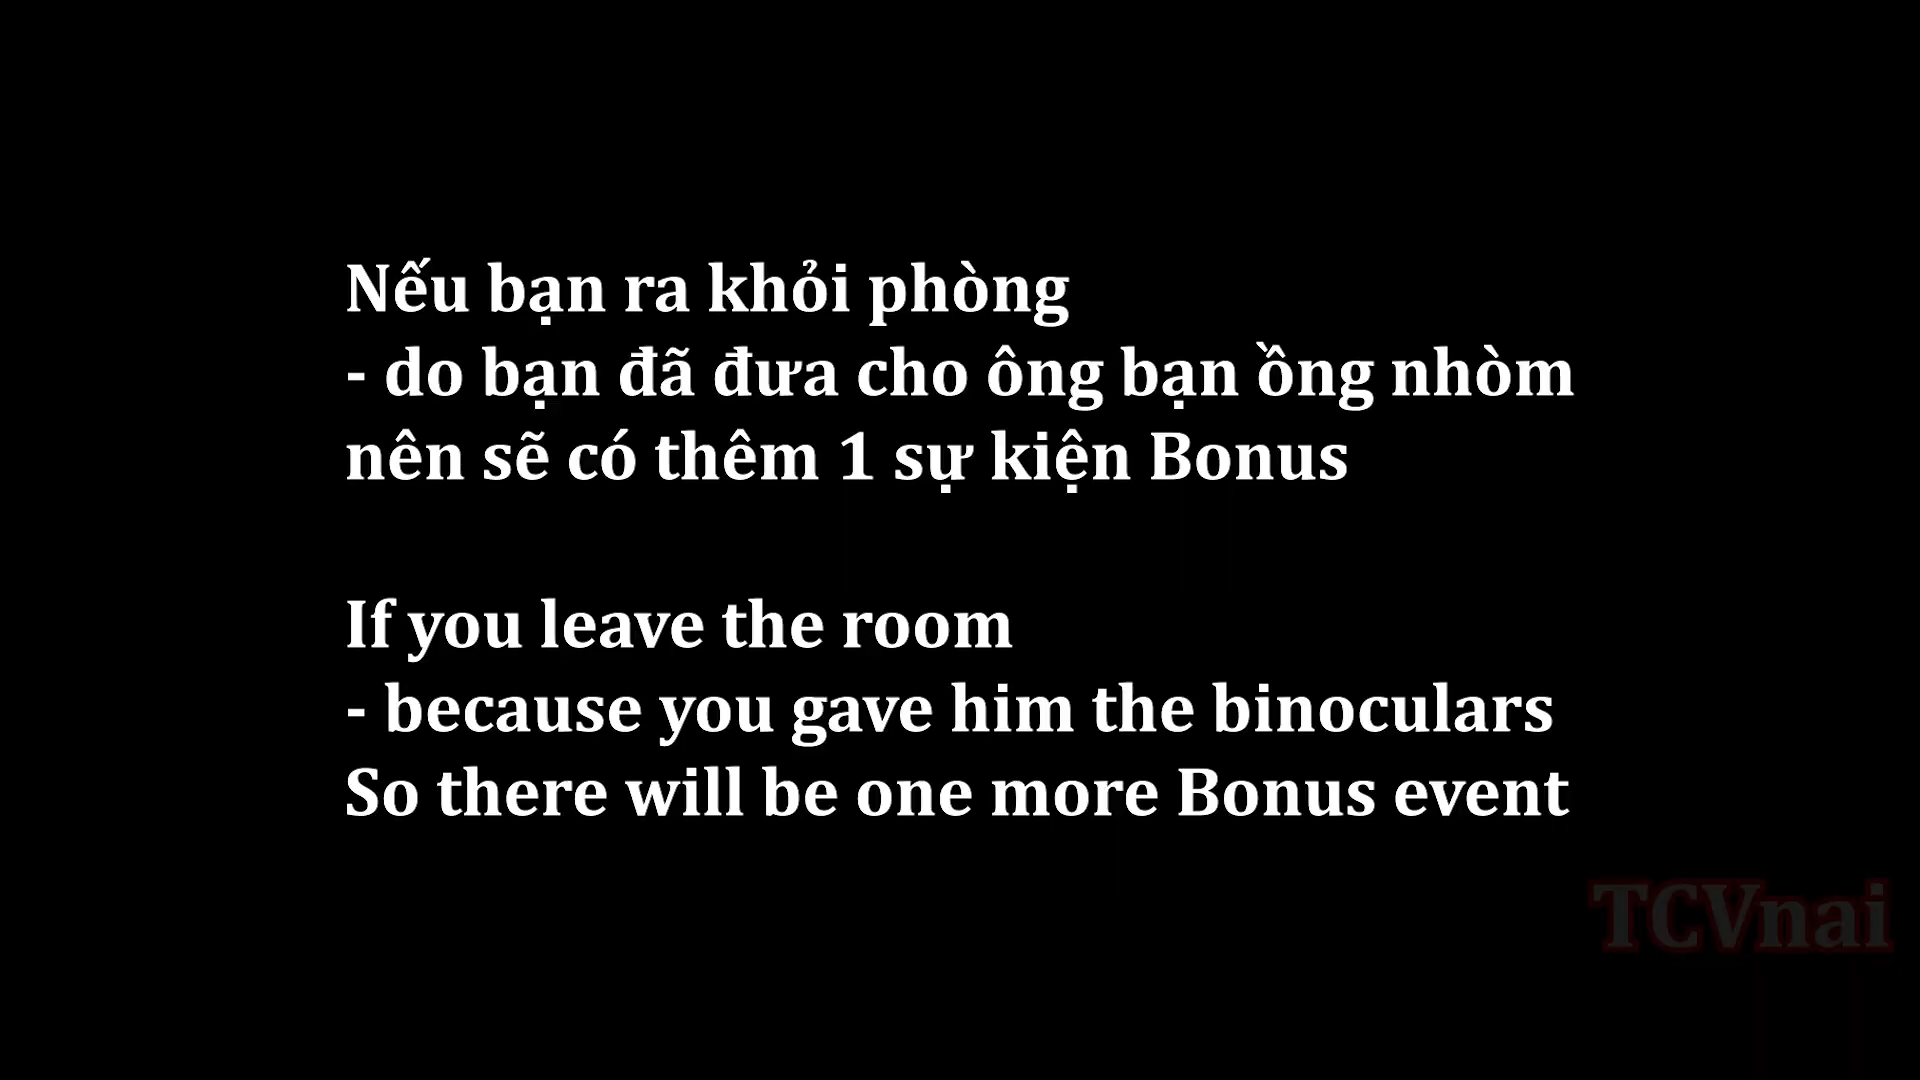 Nếu bạn ra khỏi phòng
- do bạn đã đưa cho ông bạn ồng nhòm
nên sẽ có thêm 1 sự kiện Bonus
If you leave the room
- because you gave him the binoculars
So there will be one more Bonus event
TCVnai